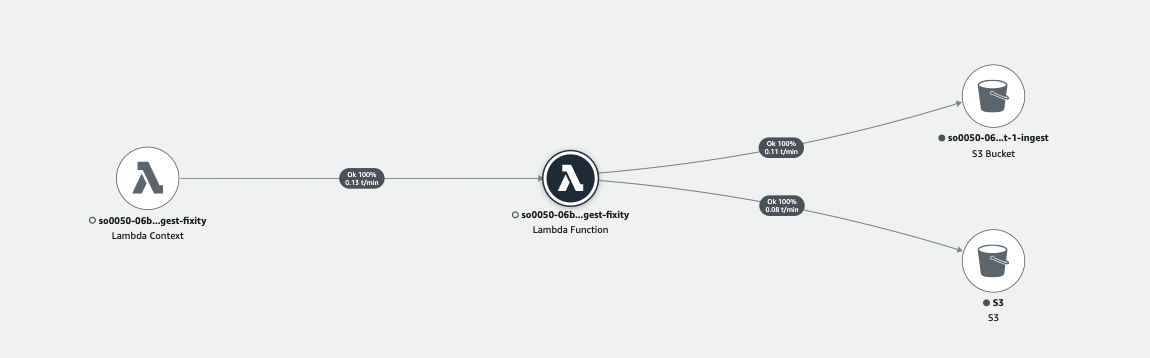 Ok 100%
0.11 t/min
so0050-06...t-1-ingest
S3 Bucket
Ok 100%
0.13 t/min
so0050-06b...gest-fixity
Lambda Context
so0050-06b...gest-fixity
Lambda Function
Ok 100%
0.08 t/min
S3
S3